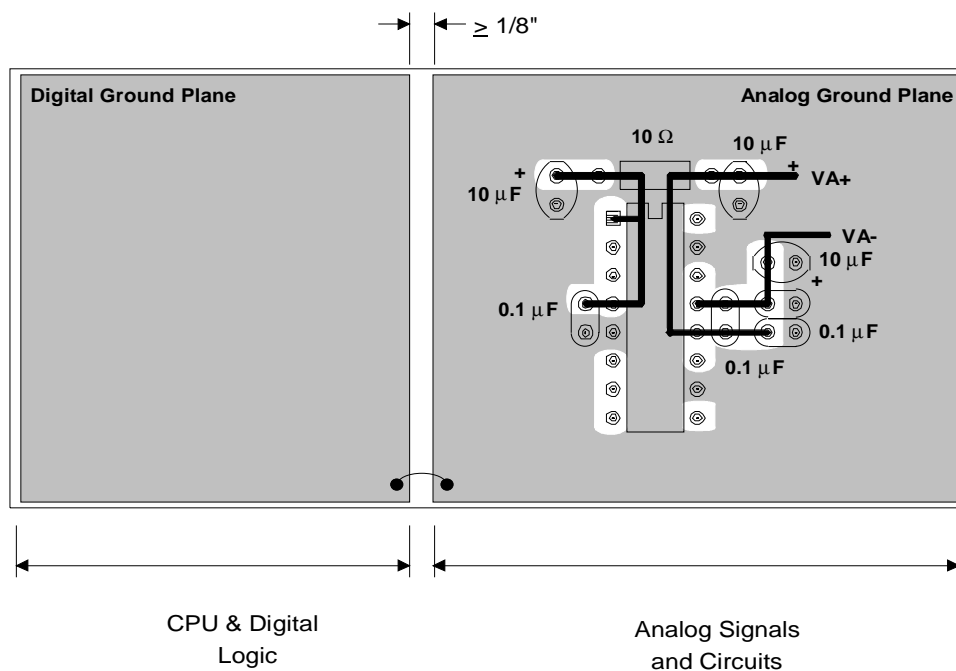 ≥ 1/8"
Digital Ground Plane
Analog Ground Plane
10 Ω
10 μF
+
+
VA+
10 μF
VA-
10 μF
+
0.1 μF
0.1 μF
0.1 μF
CPU & Digital
Logic
Analog Signals
and Circuits